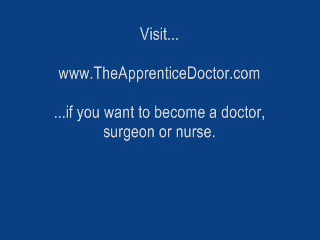 Visit...
www.TheApprenticeDoctor.com
...if you want to become a doctor,
surgeon or nurse.